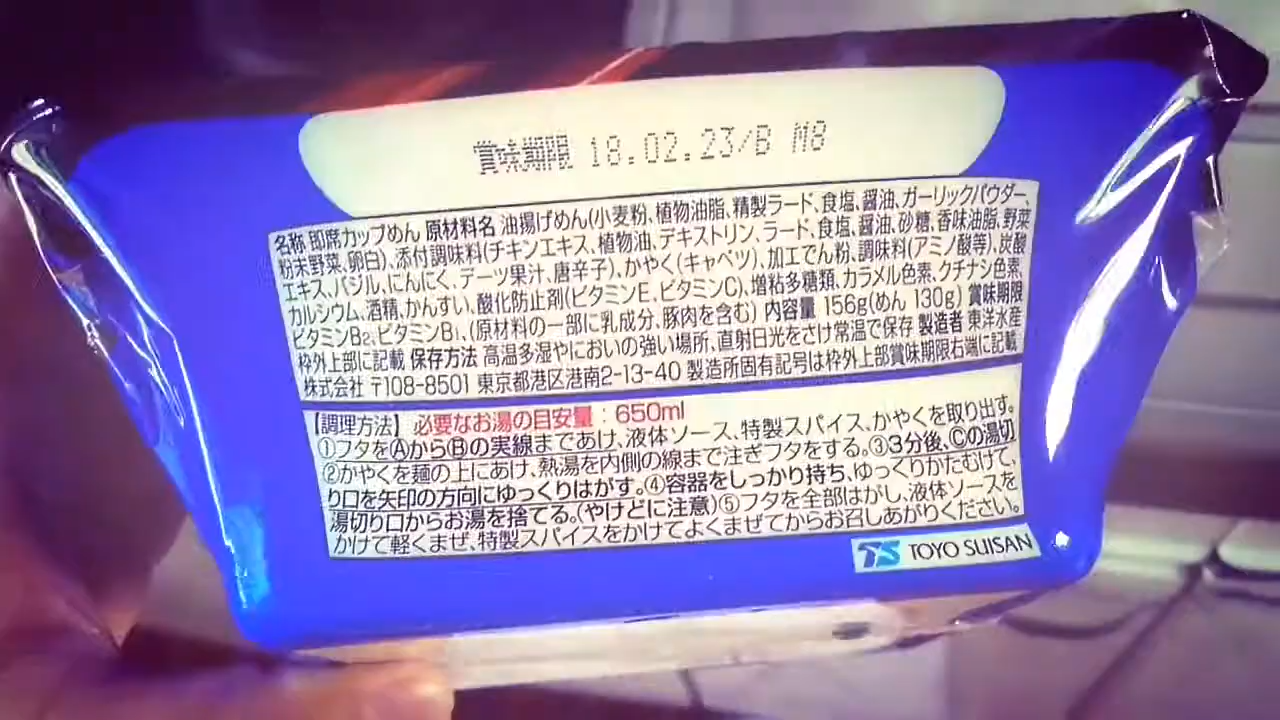 賞味期限 18.02.23/B M8
名称 即席カップめん 原材料名 油揚げめん(小麦粉、植物油脂、精製ラード、食塩、醤油、ガーリックパウダー、
粉末野菜、卵白)、添付調味料(チキンエキス、植物油、デキストリン、ラード、食塩、醤油、砂糖、香味油脂、野菜
エキス、バジル、にんにく、デーツ果汁、唐辛子)、かやく(キャベツ)、加工でん粉、調味料(アミノ酸等)、炭酸
カルシウム、酒精、かんすい、酸化防止剤(ビタミンE、ビタミンC)、増粘多糖類、カラメル色素、クチナシ色素、
ビタミンB₂、ビタミンB₁、(原材料の一部に乳成分、豚肉を含む) 内容量 156g(めん 130g) 賞味期限
枠外上部に記載 保存方法 高温多湿やにおいの強い場所、直射日光をさけ常温で保存 製造者 東洋水産
株式会社 〒108-8501 東京都港区港南2-13-40 製造所固有記号は枠外上部賞味期限右端に記載
【調理方法】 必要なお湯の目安量:650ml
①フタをⒶからⒷの実線まであけ、液体ソース、特製スパイス、かやくを取り出す。
②かやくを麺の上にあけ、熱湯を内側の線まで注ぎフタをする。③3分後、Ⓒの湯切
り口を矢印の方向にゆっくりはがす。④容器をしっかり持ち、ゆっくりかたむけて、
湯切り口からお湯を捨てる。(やけどに注意)⑤フタを全部はがし、液体ソースを
かけて軽くまぜ、特製スパイスをかけてよくまぜてからお召しあがりください。
TS TOYO SUISAN